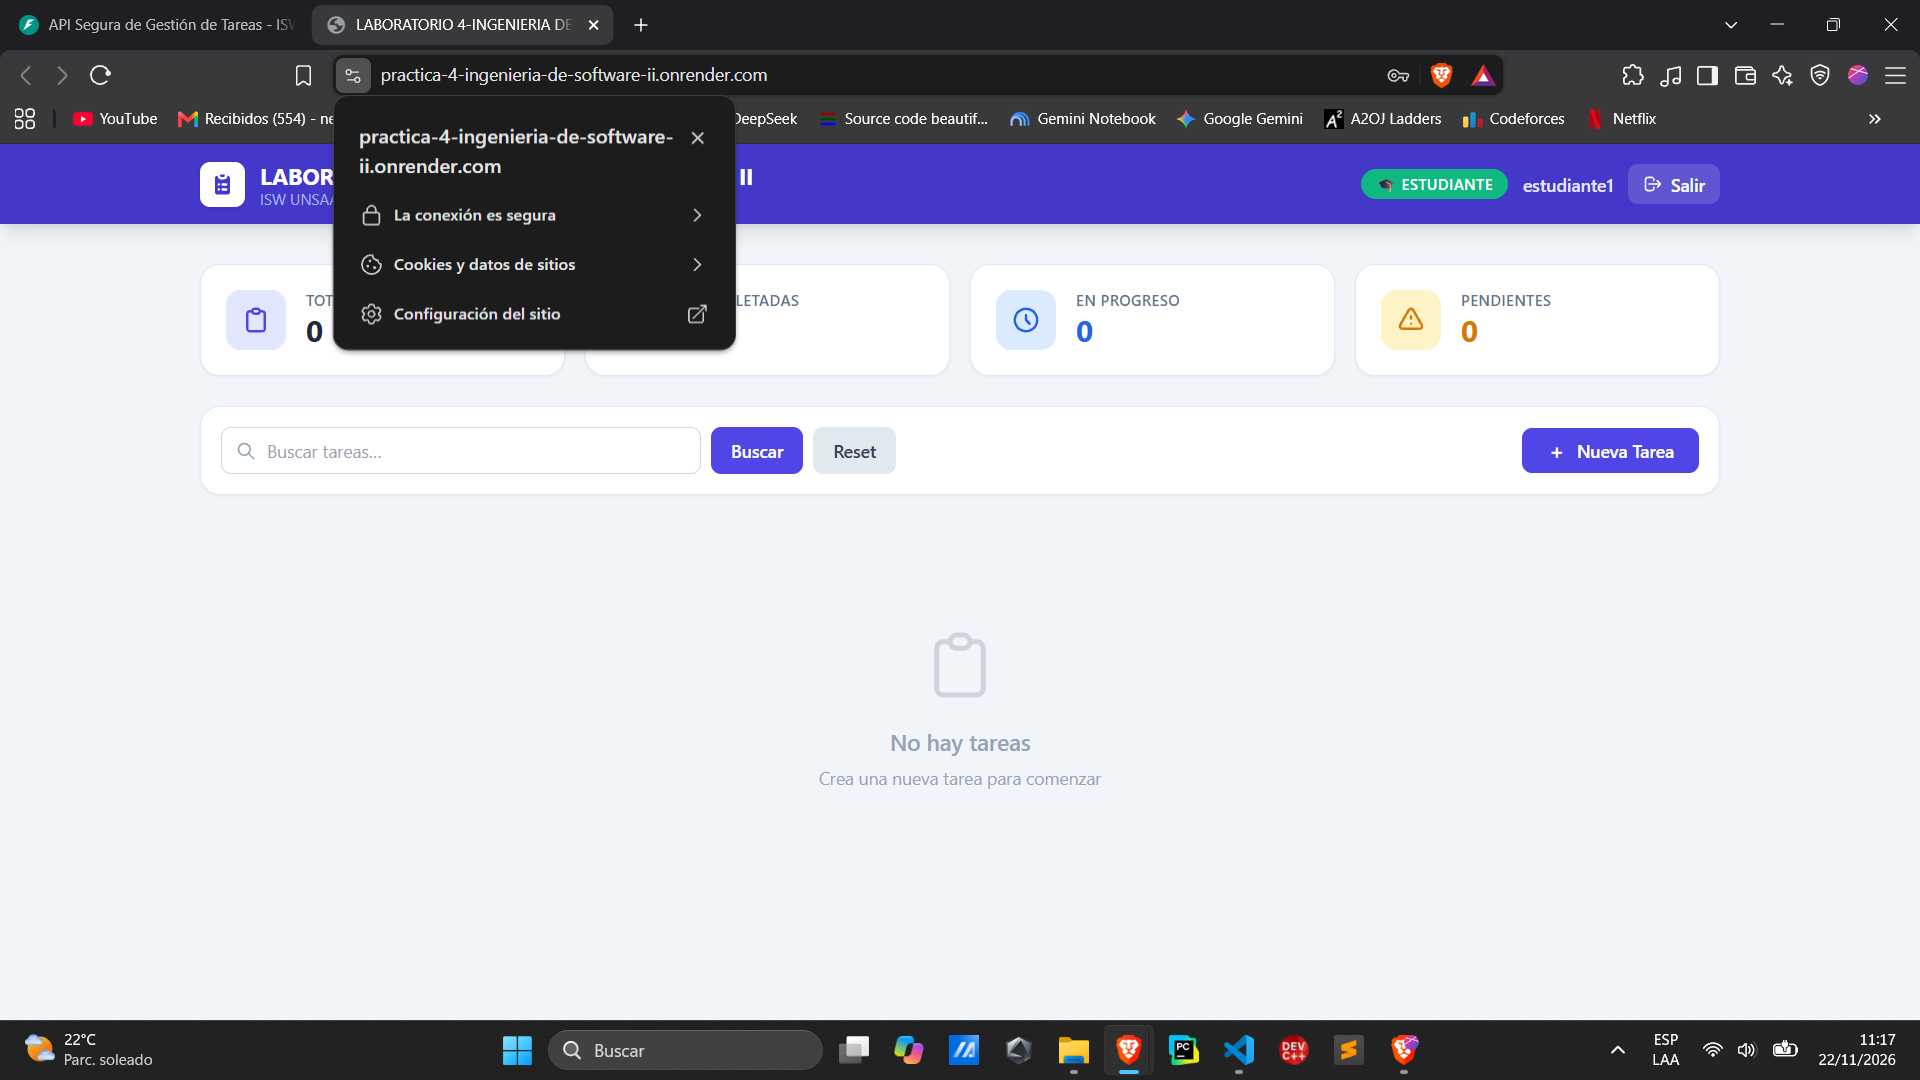 API Segura de Gestión de Tareas - ISW
LABORATORIO 4-INGENIERIA DE
practica-4-ingenieria-de-software-ii.onrender.com
YouTube
Recibidos (554) - ne
DeepSeek
Source code beautif...
Gemini Notebook
Google Gemini
A2OJ Ladders
Codeforces
Netflix
practica-4-ingenieria-de-software-
ii.onrender.com
La conexión es segura
Cookies y datos de sitios
Configuración del sitio
LABOR
II
ISW UNSA
ESTUDIANTE
estudiante1
Salir
TOT
0
LETADAS
EN PROGRESO
0
PENDIENTES
0
Buscar tareas...
Buscar
Reset
+ Nueva Tarea
No hay tareas
Crea una nueva tarea para comenzar
22°C
Parc. soleado
Buscar
PC
DEV
C++
ESP
LAA
11:17
22/11/2026